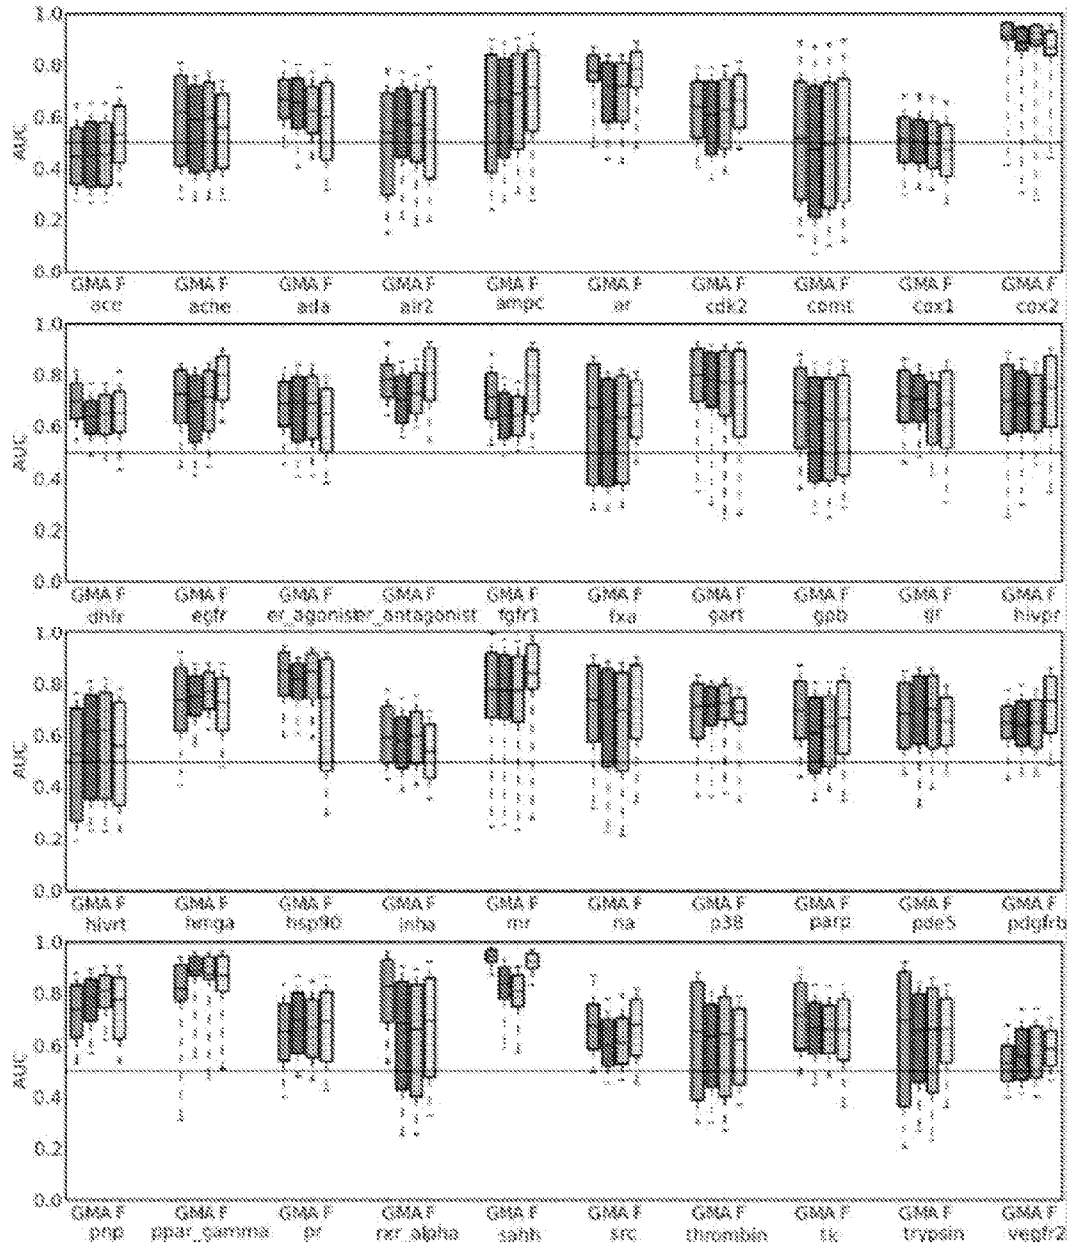 1.0
0.8
0.6
0.4
0.2
0.0
AUC
GMA F GMA F GMA F GMA F GMA F GMA F GMA F GMA F GMA F GMA F
ace ache ada alr2 ampc ar cdk2 comt cox1 cox2
1.0
0.8
0.6
0.4
0.2
0.0
AUC
GMA F GMA F GMA F GMA F GMA F GMA F GMA F GMA F GMA F GMA F
dhfr egfr er_agonist er_antagonist fgfr1 fxa gart gpb gr hivpr
1.0
0.8
0.6
0.4
0.2
0.0
AUC
GMA F GMA F GMA F GMA F GMA F GMA F GMA F GMA F GMA F GMA F
hivrt hmga hsp90 inha mr na p38 parp pde5 pdgfrb
1.0
0.8
0.6
0.4
0.2
0.0
AUC
GMA F GMA F GMA F GMA F GMA F GMA F GMA F GMA F GMA F GMA F
pnp ppar_gamma pr rxr_alpha sahh src thrombin tk trypsin vegfr2